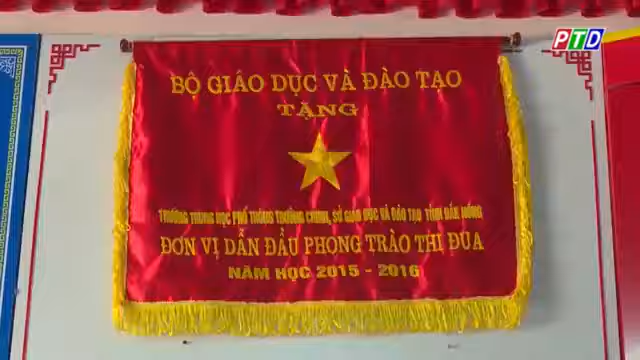 PTD
BỘ GIÁO DỤC VÀ ĐÀO TẠO
TẶNG
TRƯỜNG TRUNG HỌC PHỔ THÔNG TRƯỜNG CHINH, SỞ GIÁO DỤC VÀ ĐÀO TẠO TỈNH ĐẮK NÔNG
ĐƠN VỊ DẪN ĐẦU PHONG TRÀO THI ĐUA
NĂM HỌC 2015 - 2016